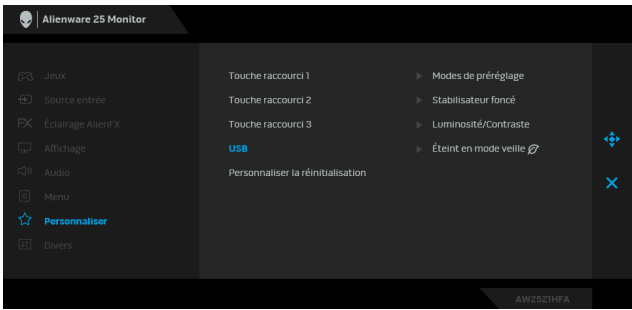 Alienware 25 Monitor
Jeux
Source entrée
FX Éclairage AlienFX
Affichage
Audio
Menu
Personnaliser
Divers
Touche raccourci 1 Modes de préréglage
Touche raccourci 2 Stabilisateur foncé
Touche raccourci 3 Luminosité/Contraste
USB Éteint en mode veille
Personnaliser la réinitialisation
AW2521HFA